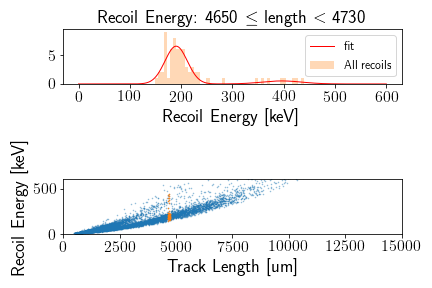 Recoil Energy: 4650 ≤ length < 4730
5
0
fit
All recoils
0 100 200 300 400 500 600
Recoil Energy [keV]
Recoil Energy [keV]
500
0
0 2500 5000 7500 10000 12500 15000
Track Length [um]